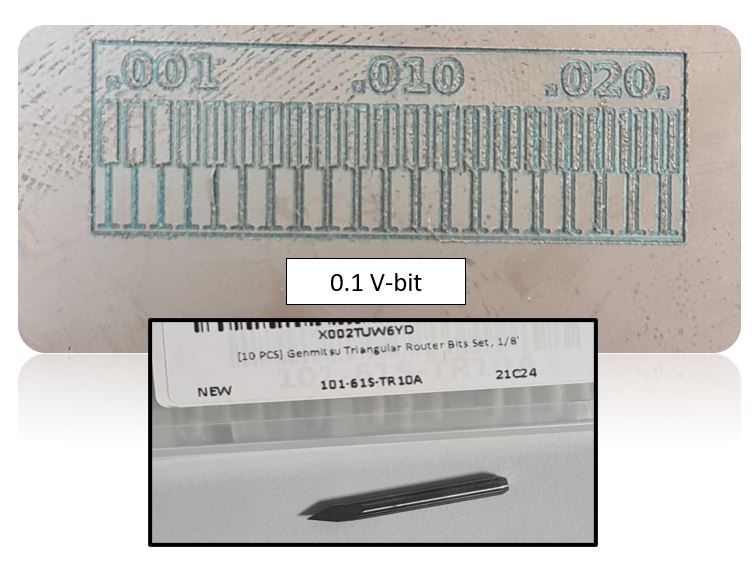 .001 .010 .020
0.1 V-bit
X002TUW6YD
[10 PCS] Genmitsu Triangular Router Bits Set, 1/8'
NEW 101-61S-TR10A 21C24